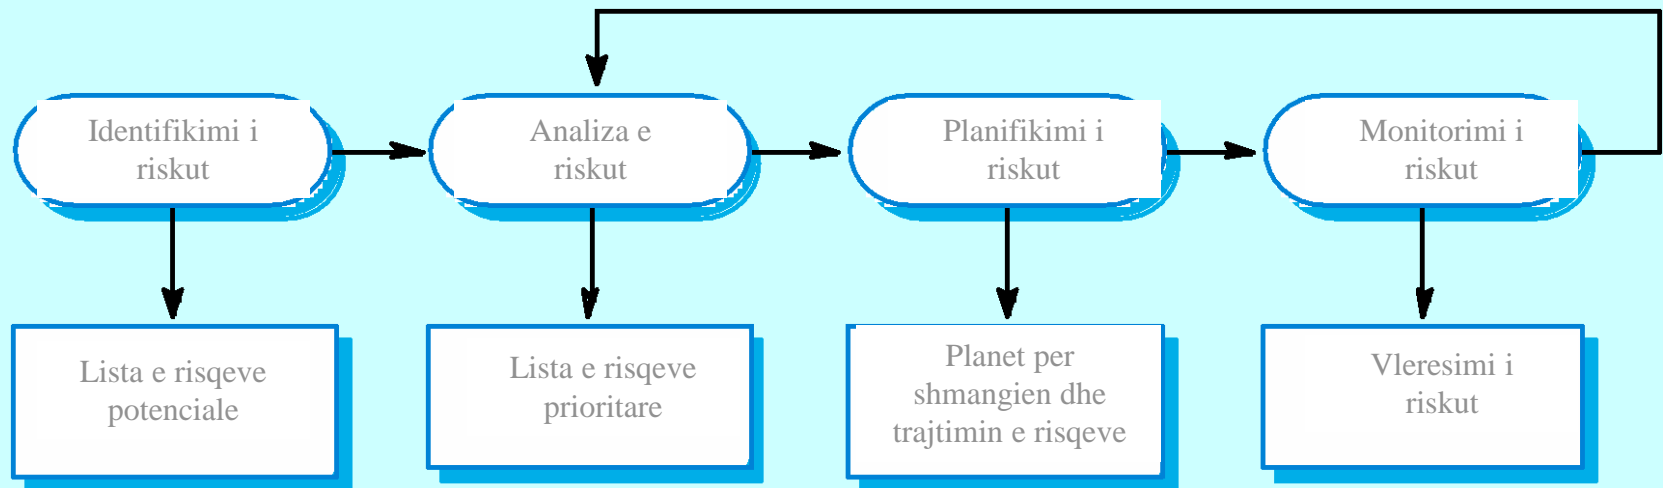 Identifikimi i
riskut
Analiza e
riskut
Planifikimi i
riskut
Monitorimi i
riskut
Lista e risqeve
potenciale
Lista e risqeve
prioritare
Planet per
shmangien dhe
trajtimin e risqeve
Vleresimi i
riskut